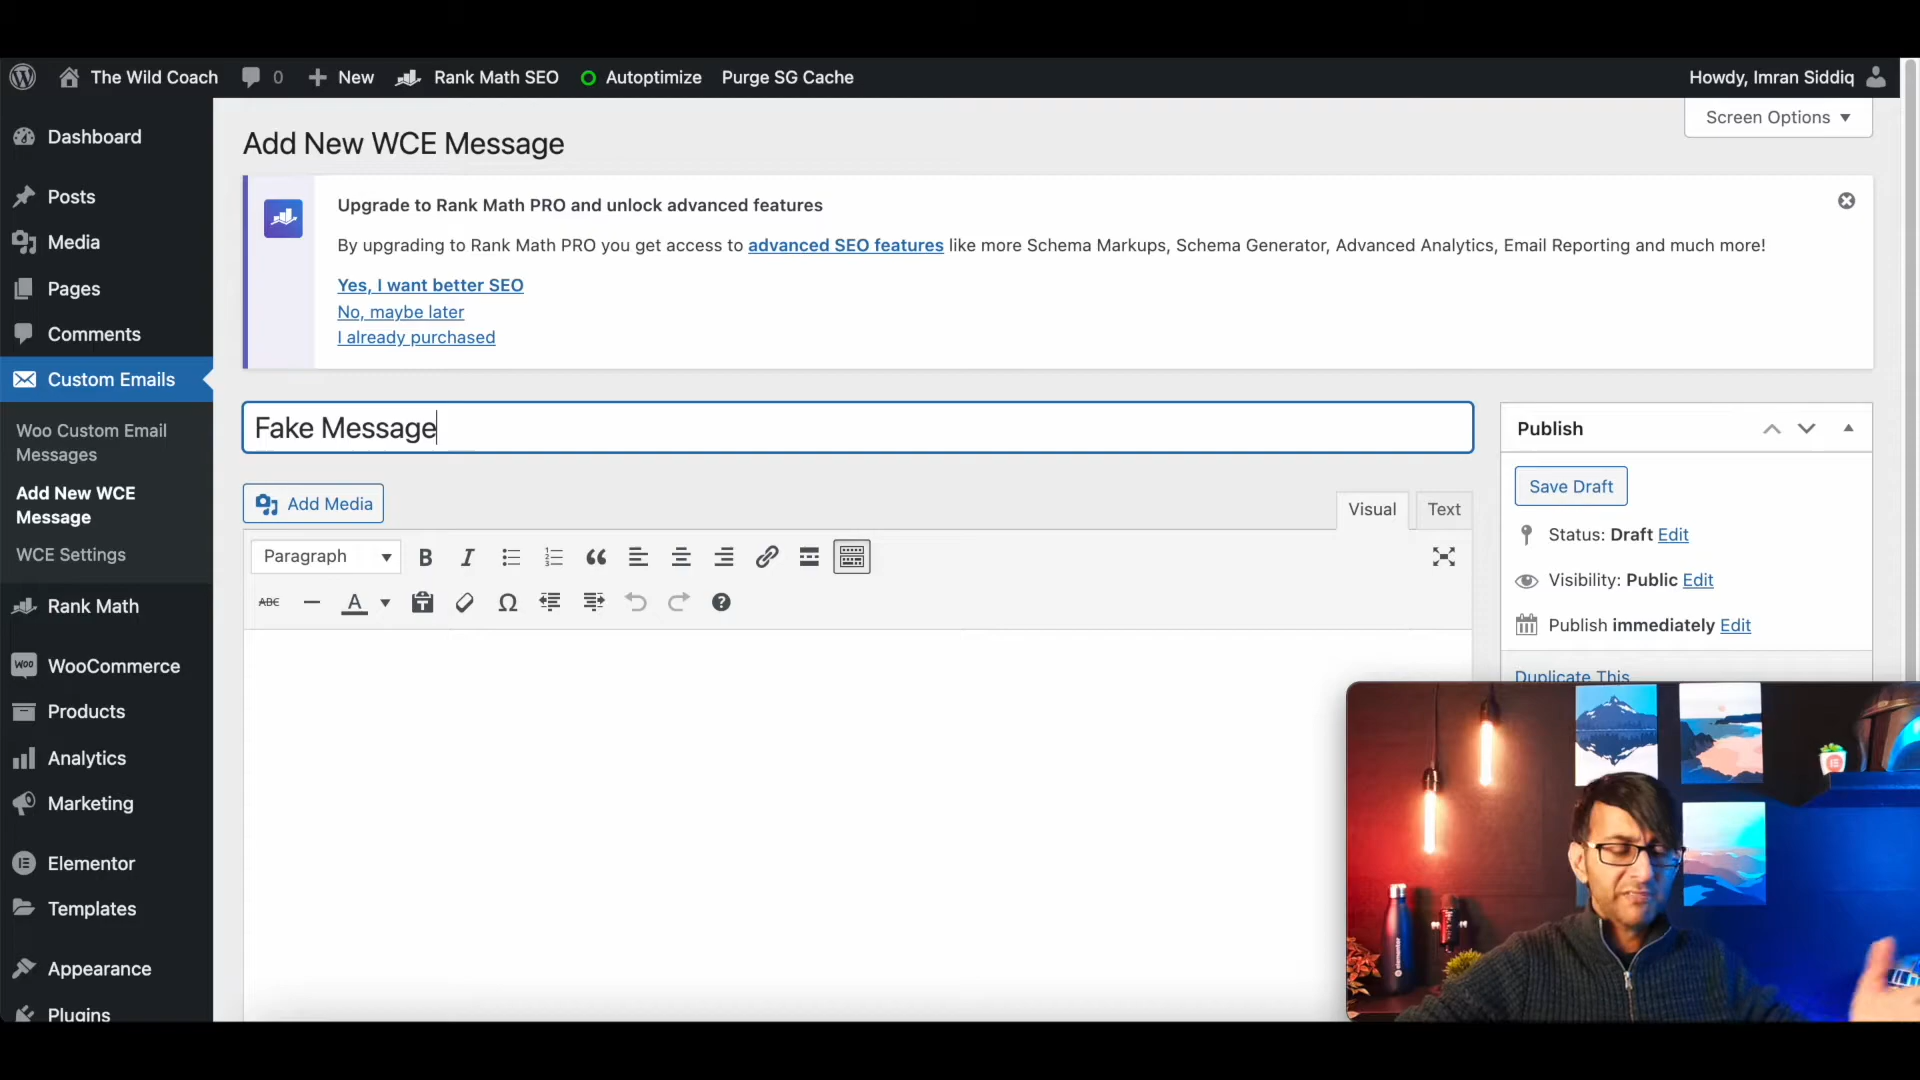 The Wild Coach
0
New
Rank Math SEO
Autoptimize
Purge SG Cache
Howdy, Imran Siddiq
Screen Options
Dashboard
Posts
Media
Pages
Comments
Custom Emails
Woo Custom Email
Messages
Add New WCE
Message
WCE Settings
Rank Math
WooCommerce
Products
Analytics
Marketing
Elementor
Templates
Appearance
Plugins
Add New WCE Message
Upgrade to Rank Math PRO and unlock advanced features
By upgrading to Rank Math PRO you get access to advanced SEO features like more Schema Markups, Schema Generator, Advanced Analytics, Email Reporting and much more!
Yes, I want better SEO
No, maybe later
I already purchased
Fake Message
Add Media
Visual
Text
Paragraph
B
I
ABC
A
Publish
Save Draft
Status: Draft Edit
Visibility: Public Edit
Publish immediately Edit
Duplicate This